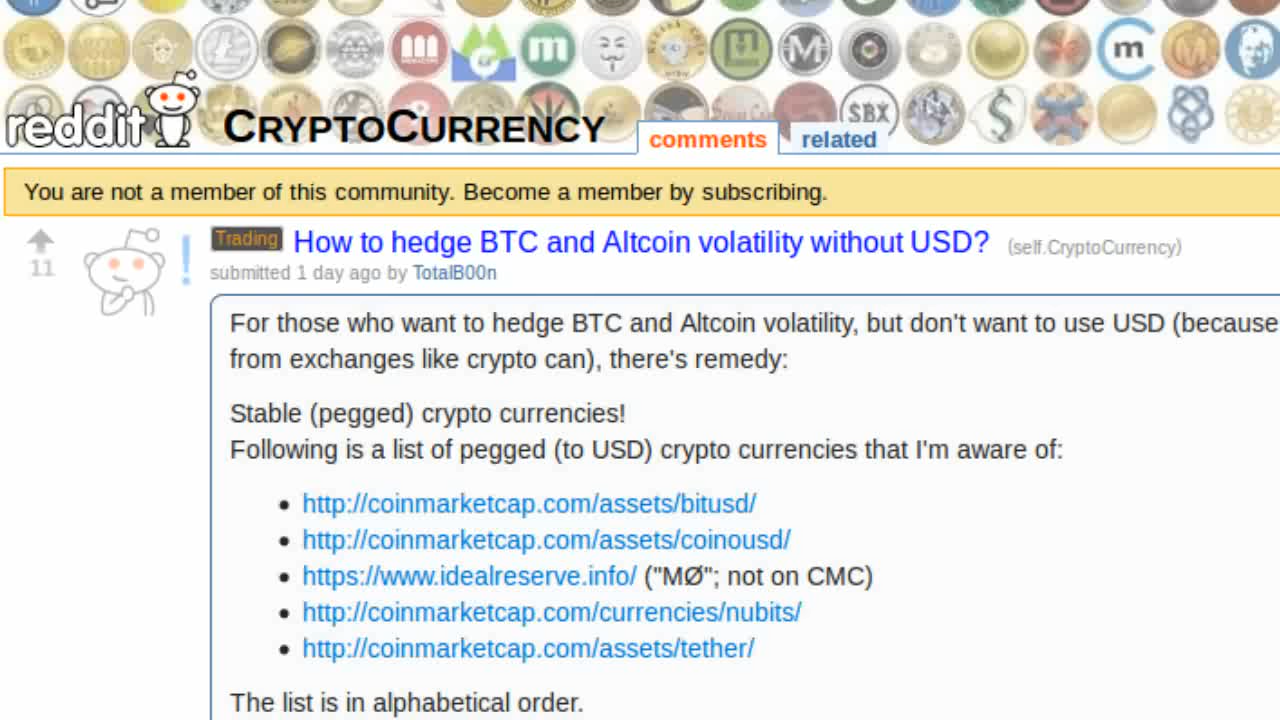 m
m
M
m
$BX
$
reddit
CRYPTOCURRENCY
comments
related
You are not a member of this community. Become a member by subscribing.
11
Trading How to hedge BTC and Altcoin volatility without USD? (self.CryptoCurrency)
submitted 1 day ago by TotalB00n
For those who want to hedge BTC and Altcoin volatility, but don't want to use USD (because
from exchanges like crypto can), there's remedy:
Stable (pegged) crypto currencies!
Following is a list of pegged (to USD) crypto currencies that I'm aware of:
• http://coinmarketcap.com/assets/bitusd/
• http://coinmarketcap.com/assets/coinousd/
• https://www.idealreserve.info/ ("MØ"; not on CMC)
• http://coinmarketcap.com/currencies/nubits/
• http://coinmarketcap.com/assets/tether/
The list is in alphabetical order.